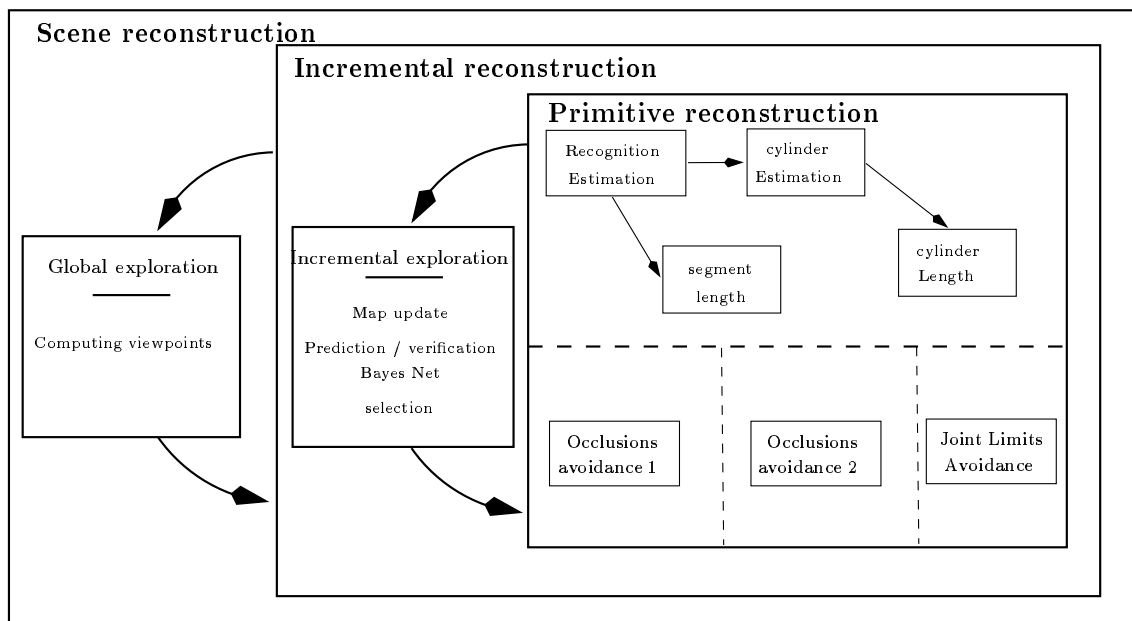 Scene reconstruction
Incremental reconstruction
Primitive reconstruction
Recognition
Estimation
cylinder
Estimation
segment
length
cylinder
Length
Global exploration
Computing viewpoints
Incremental exploration
Map update
Prediction / verification
Bayes Net
selection
Occlusions
avoidance 1
Occlusions
avoidance 2
Joint Limits
Avoidance